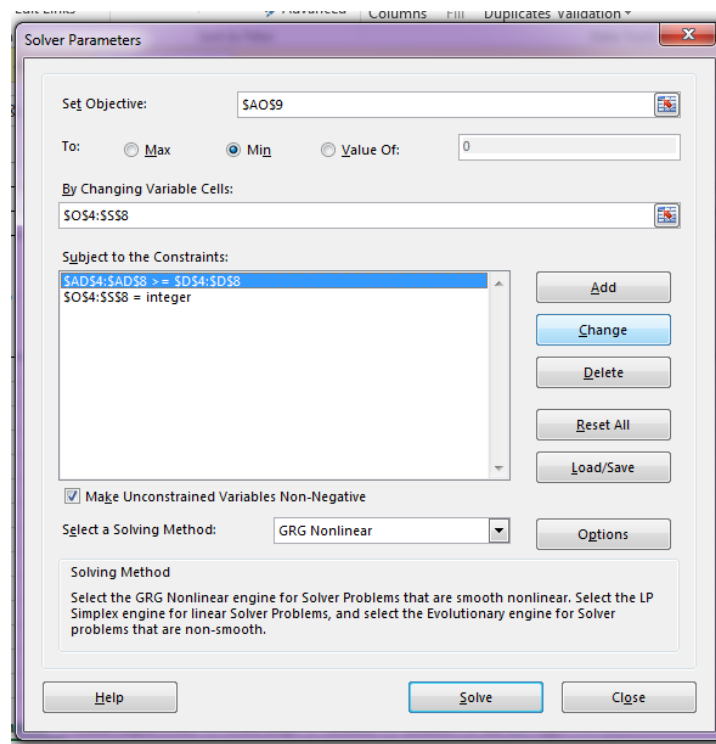 Edit Links Advanced Columns Fill Duplicates Validation
Solver Parameters
Set Objective: $AO$9
To: Max Min Value Of: 0
By Changing Variable Cells:
$O$4:$S$8
Subject to the Constraints:
$AD$4:$AD$8 >= $D$4:$D$8
$O$4:$S$8 = integer
Add
Change
Delete
Reset All
Load/Save
Make Unconstrained Variables Non-Negative
Select a Solving Method: GRG Nonlinear Options
Solving Method
Select the GRG Nonlinear engine for Solver Problems that are smooth nonlinear. Select the LP
Simplex engine for linear Solver Problems, and select the Evolutionary engine for Solver
problems that are non-smooth.
Help Solve Close